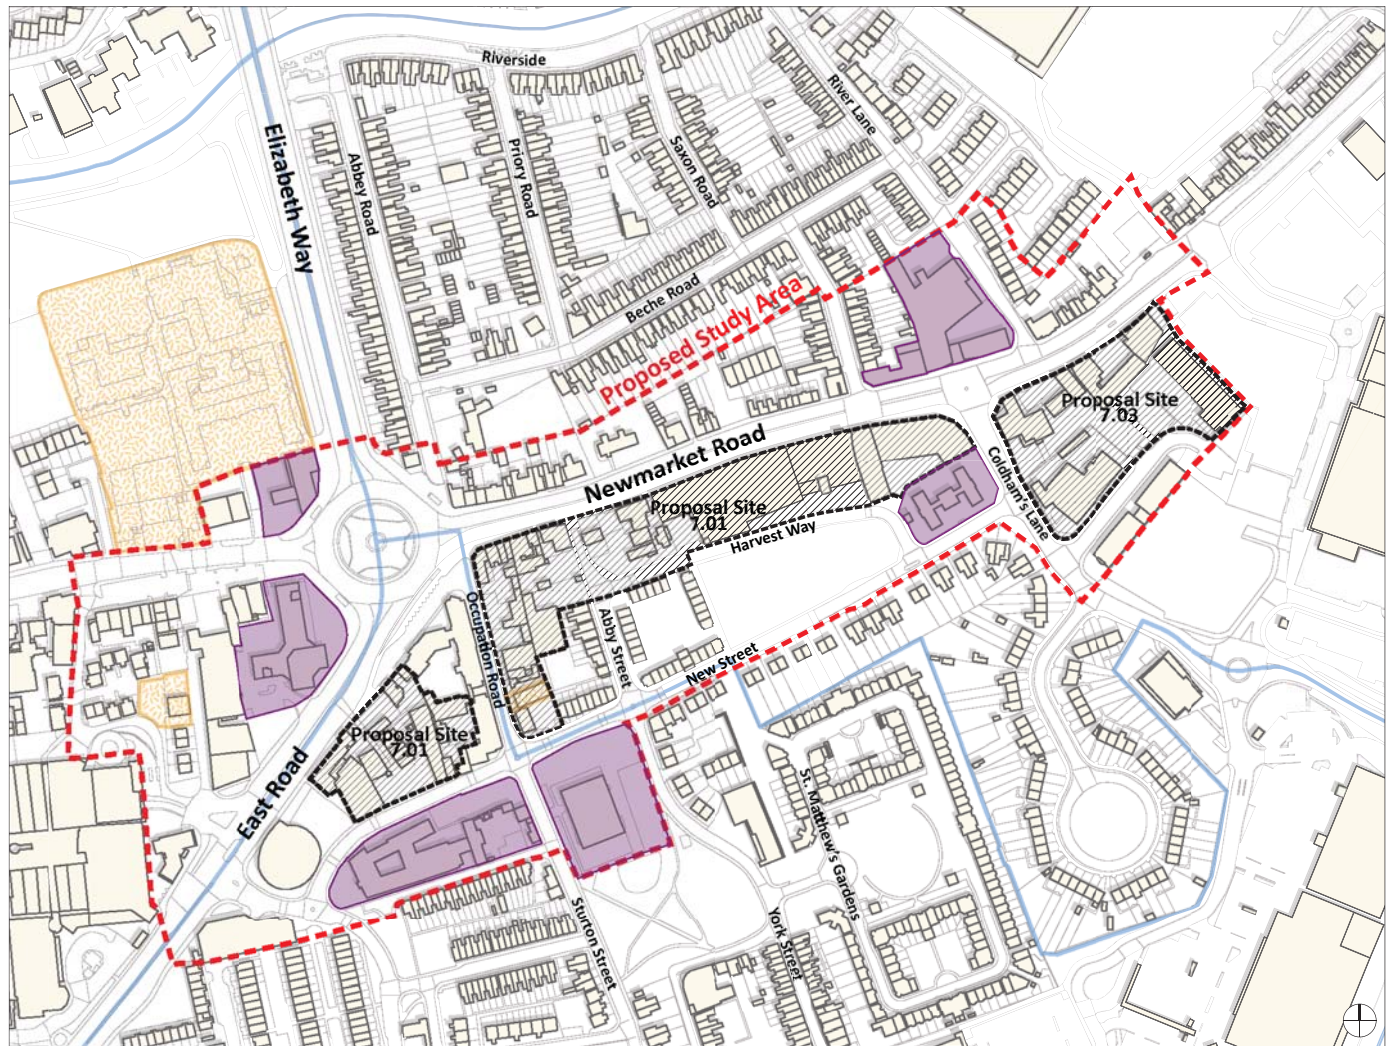 Riverside
River Lane
Elizabeth Way
Abbey Road
Priory Road
Saxon Road
Beche Road
Proposed Study Area
Proposal Site
7.03
Newmarket Road
Coldham's Lane
Proposal Site
7.01
Harvest Way
Occupation Road
Abby Street
New Street
Proposal Site
7.01
East Road
St. Matthew's Gardens
Sturton Street
York Street